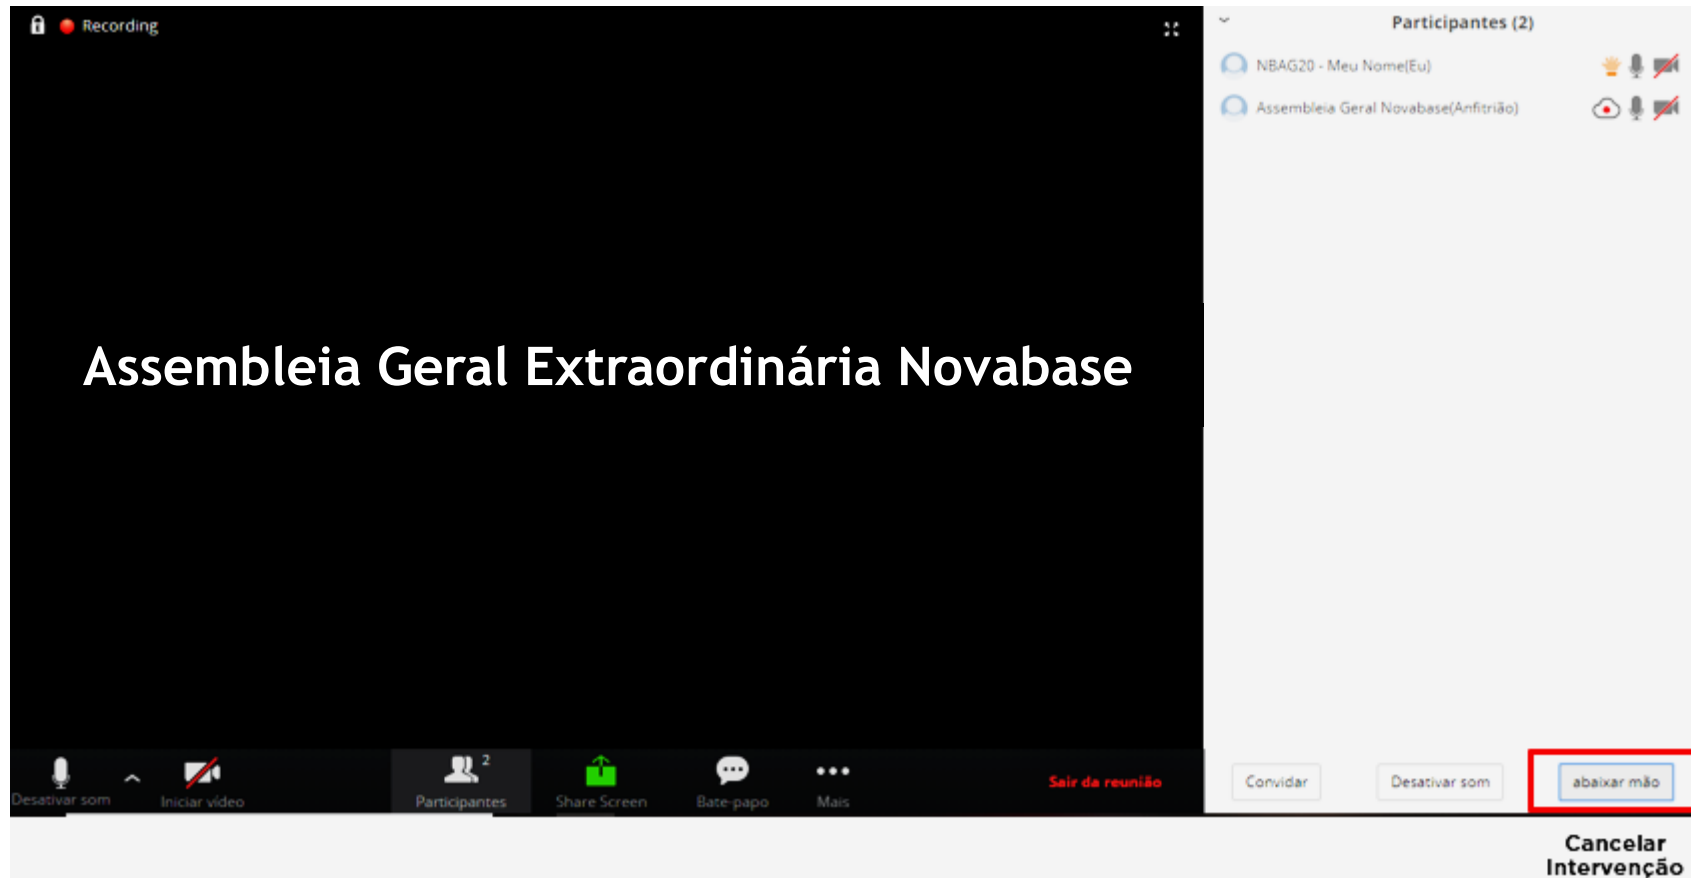 Recording
Participantes (2)
NBAG20 - Meu Nome(Eu)
Assembleia Geral Novabase(Anfitrião)
Assembleia Geral Extraordinária Novabase
Desativar som
Iniciar vídeo
2
Participantes
Share Screen
Bate-papo
Mais
Sair da reunião
Convidar
Desativar som
abaixar mão
Cancelar
Intervenção